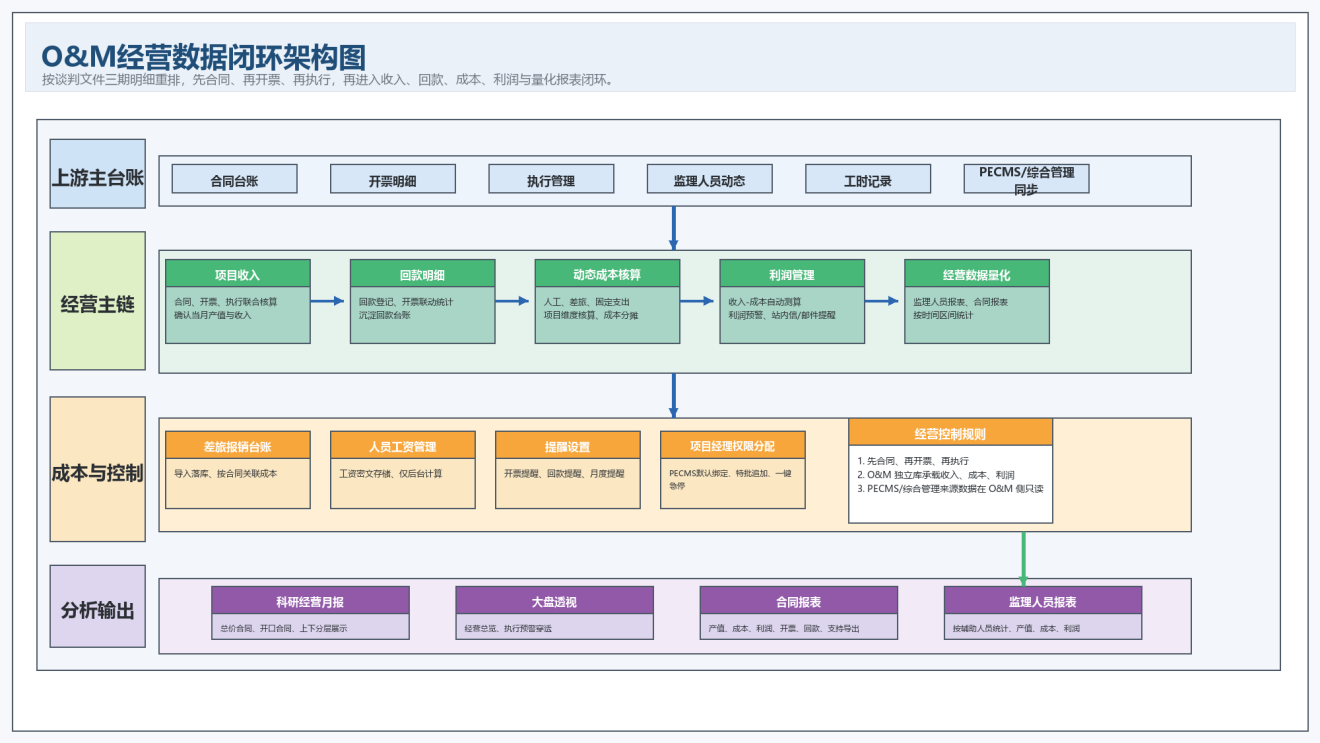 O&M经营数据闭环架构图
按谈判文件三期明细重排，先合同、再开票、再执行，再进入收入、回款、成本、利润与量化报表闭环。
上游主台账
合同台账
开票明细
执行管理
监理人员动态
工时记录
PECMS/综合管理
同步
经营主链
项目收入
合同、开票、执行联合核算
确认当月产值与收入
回款明细
回款登记、开票联动统计
沉淀回款台账
动态成本核算
人工、差旅、固定支出
项目维度核算、成本分摊
利润管理
收入-成本自动测算
利润预警、站内信/邮件提醒
经营数据量化
监理人员报表、合同报表
按时间区间统计
成本与控制
差旅报销台账
导入落库、按合同关联成本
人员工资管理
工资密文存储、仅后台计算
提醒设置
开票提醒、回款提醒、月度提醒
项目经理权限分配
PECMS默认绑定、特批追加、一键
急停
经营控制规则
1. 先合同、再开票、再执行
2. O&M 独立库承载收入、成本、利润
3. PECMS/综合管理来源数据在 O&M 侧只读
分析输出
科研经营月报
总价合同、开口合同、上下分层展示
大盘透视
经营总览、执行预警穿透
合同报表
产值、成本、利润、开票、回款、支持导出
监理人员报表
按辅助人员统计、产值、成本、利润